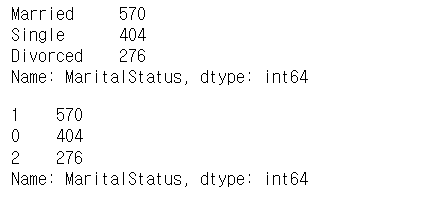 Married     570
Single      404
Divorced    276
Name: MaritalStatus, dtype: int64
1    570
0    404
2    276
Name: MaritalStatus, dtype: int64